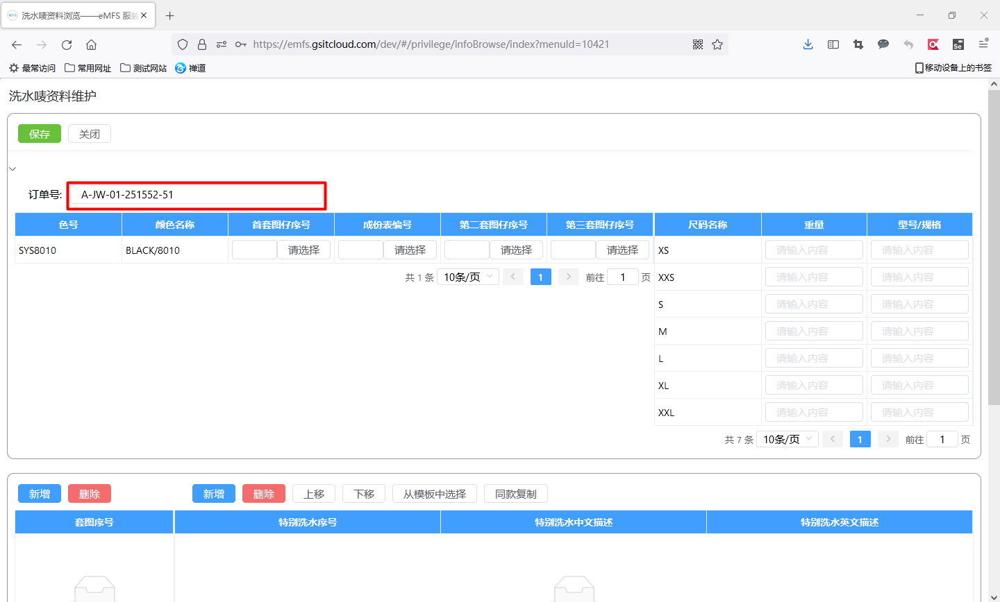 洗水唛资料浏览——eMFS 服装
https://emfs.gsitcloud.com/dev/#/privilege/infoBrowse/index?menuId=10421
最常访问 常用网址 测试网站 禅道 移动设备上的书签
洗水唛资料维护
保存 关闭
订单号: A-JW-01-251552-51
色号 颜色名称 首套图仔序号 成份表编号 第二套图仔序号 第三套图仔序号 尺码名称 重量 型号/规格
SYS8010 BLACK/8010 请选择 请选择 请选择 请选择 XS 请输入内容 请输入内容
共 1 条 10条/页 1 前往 1 页 XXS 请输入内容 请输入内容
S 请输入内容 请输入内容
M 请输入内容 请输入内容
L 请输入内容 请输入内容
XL 请输入内容 请输入内容
XXL 请输入内容 请输入内容
共 7 条 10条/页 1 前往 1 页
新增 删除 新增 删除 上移 下移 从模板中选择 同款复制
套图序号 特别洗水序号 特别洗水中文描述 特别洗水英文描述